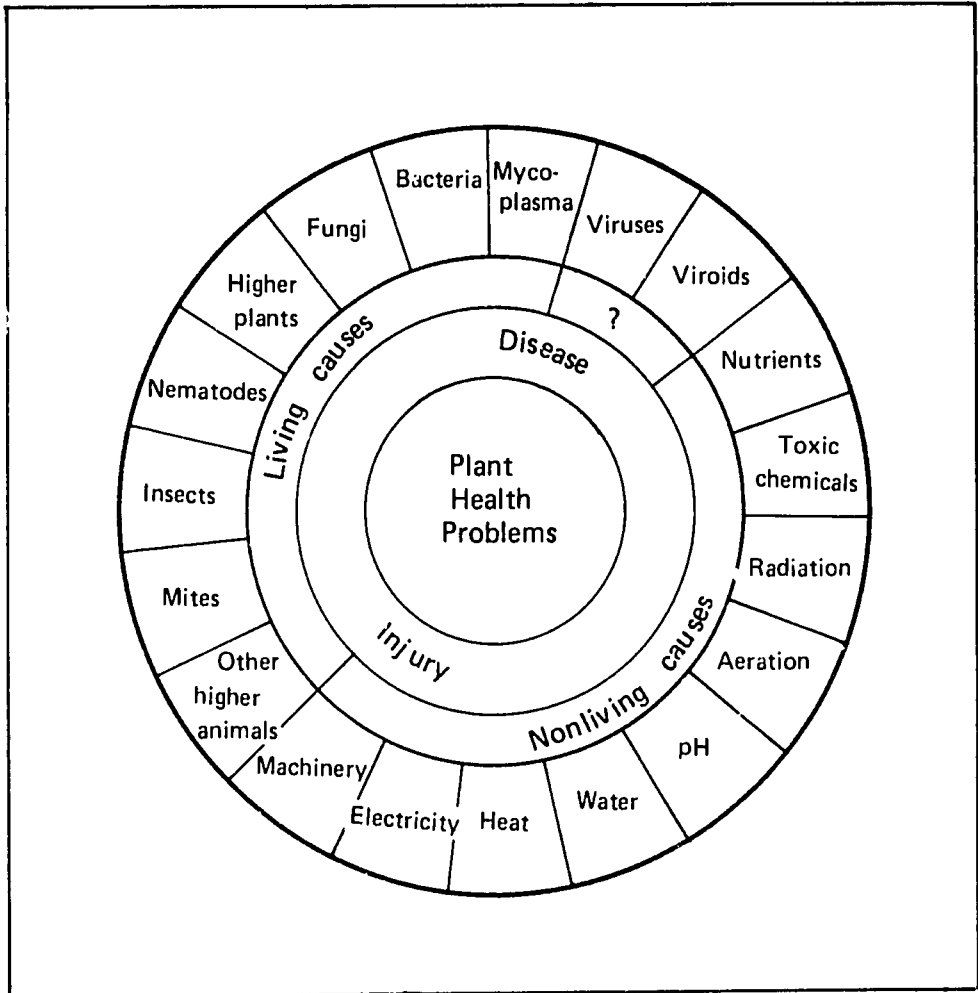 Plant
Health
Problems
Disease
Injury
Living causes
?
Nonliving causes
Bacteria
Myco-
plasma
Viruses
Viroids
Nutrients
Toxic
chemicals
Radiation
Aeration
pH
Water
Heat
Electricity
Machinery
Other
higher
animals
Mites
Insects
Nematodes
Higher
plants
Fungi